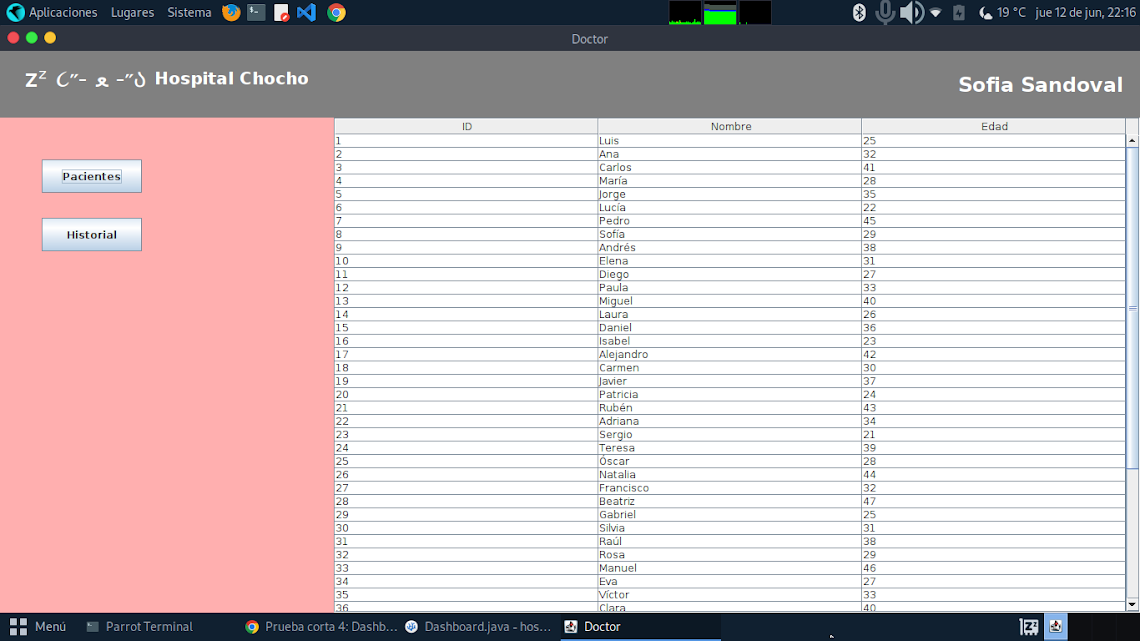 Aplicaciones Lugares Sistema 19 °C jue 12 de jun, 22:16
Doctor
Zz૮˶- ﻌ -˶ა Hospital Chocho
Sofia Sandoval
Pacientes
Historial
ID Nombre Edad
1 Luis 25
2 Ana 32
3 Carlos 41
4 María 28
5 Jorge 35
6 Lucía 22
7 Pedro 45
8 Sofía 29
9 Andrés 38
10 Elena 31
11 Diego 27
12 Paula 33
13 Miguel 40
14 Laura 26
15 Daniel 36
16 Isabel 23
17 Alejandro 42
18 Carmen 30
19 Javier 37
20 Patricia 24
21 Rubén 43
22 Adriana 34
23 Sergio 21
24 Teresa 39
25 Óscar 28
26 Natalia 44
27 Francisco 32
28 Beatriz 47
29 Gabriel 25
30 Silvia 31
31 Raúl 38
32 Rosa 29
33 Manuel 46
34 Eva 27
35 Víctor 33
36 Clara 40
Menú Parrot Terminal Prueba corta 4: Dashb... Dashboard.java - hos... Doctor